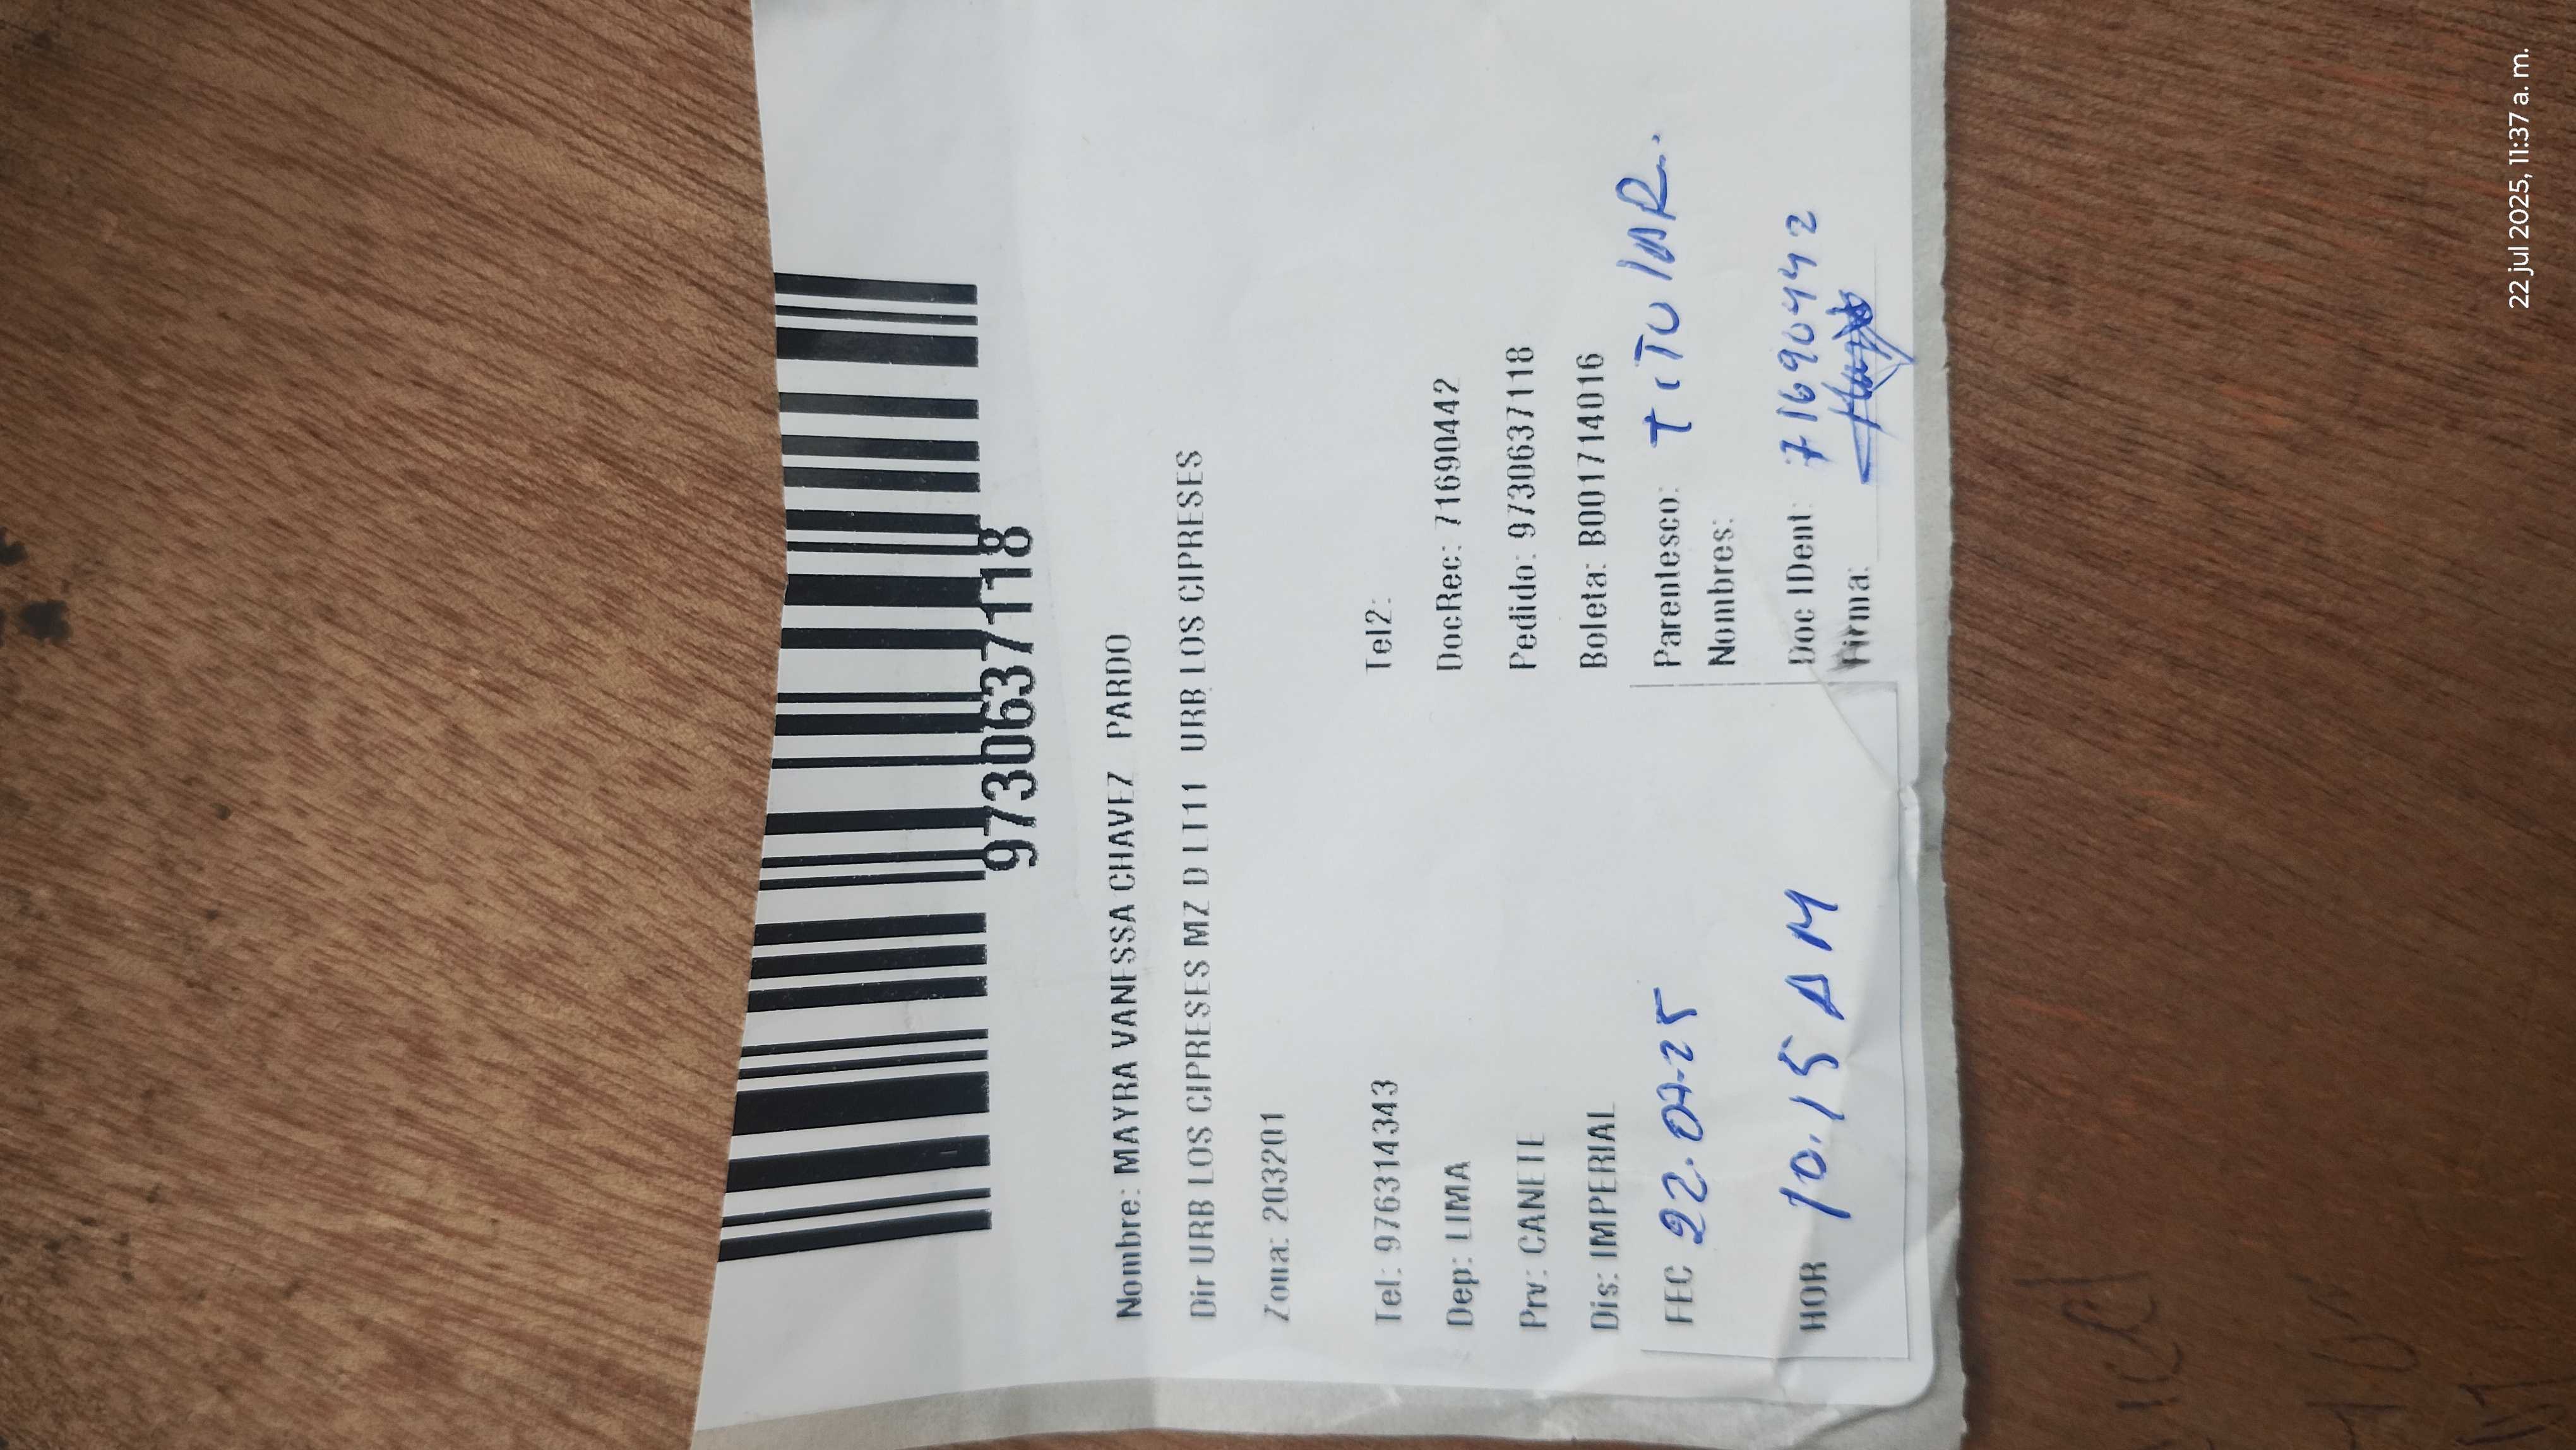 9730637118
Nombre: MAYRA VANESSA CHAVEZ PARDO
Dir URB LOS CIPRESES MZ D LT11 URB LOS CIPRESES
Zona: 203201
Tel: 976314343 Tel2:
Dep: LIMA DocRec: 71690442
Prv: CANETE Pedido: 9730637118
Dis: IMPERIAL Boleta: B001714016
FEC 22.07-25 Parentesco: TITULAR.
Nombres:
HOR 10.15 AM Doc IDent: 71690442
Firma:
22 jul 2025, 11:37 a. m.